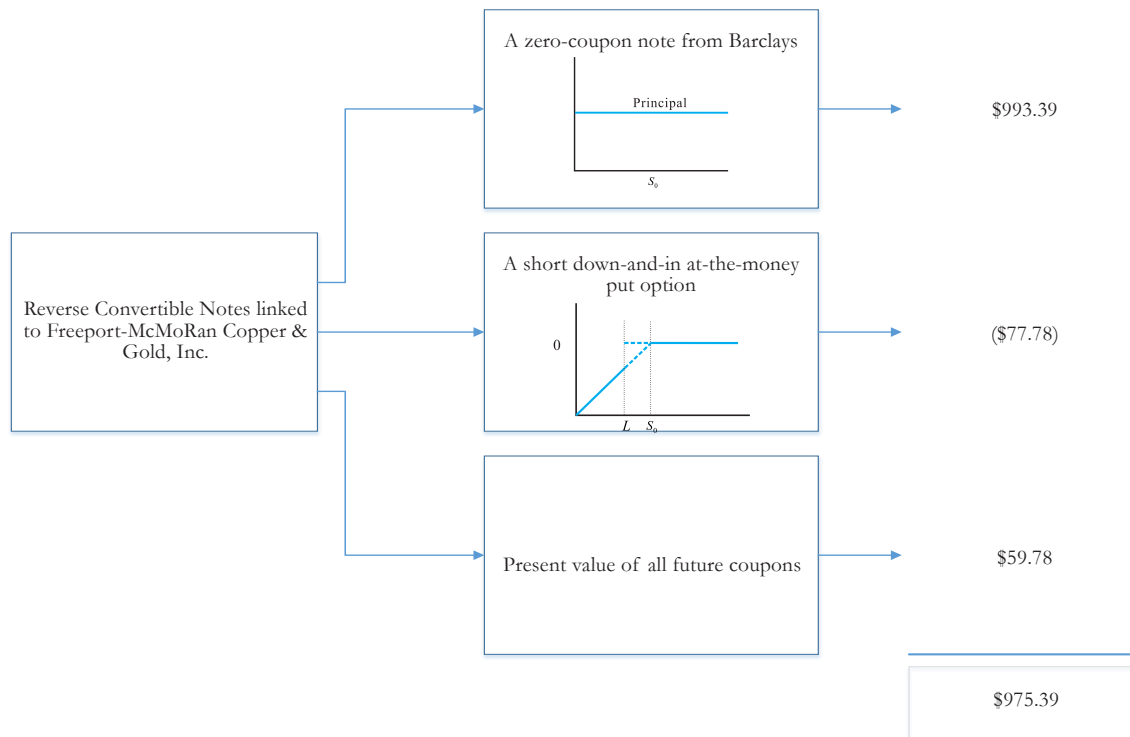 Reverse Convertible Notes linked
to Freeport-McMoRan Copper &
Gold, Inc.
A zero-coupon note from Barclays
Principal
S₀
$993.39
A short down-and-in at-the-money
put option
0
L S₀
($77.78)
Present value of all future coupons
$59.78
$975.39